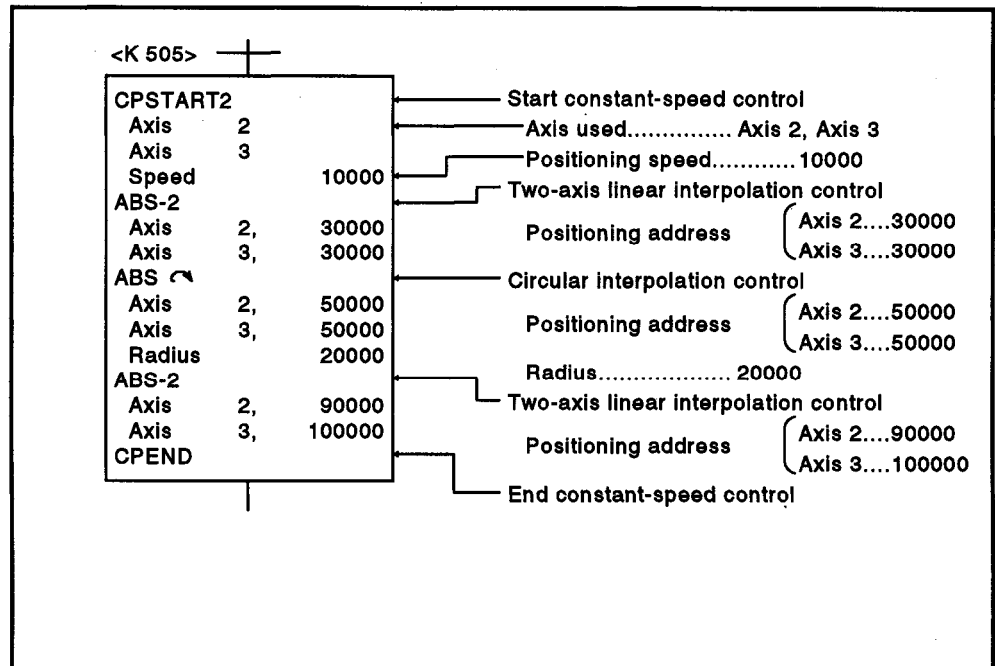 <K 505>
CPSTART2
Axis 2
Axis 3
Speed 10000
ABS-2
Axis 2, 30000
Axis 3, 30000
ABS
Axis 2, 50000
Axis 3, 50000
Radius 20000
ABS-2
Axis 2, 90000
Axis 3, 100000
CPEND
Start constant-speed control
Axis used............... Axis 2, Axis 3
Positioning speed............ 10000
Two-axis linear interpolation control
Positioning address
Axis 2....30000
Axis 3....30000
Circular interpolation control
Positioning address
Axis 2....50000
Axis 3....50000
Radius................... 20000
Two-axis linear interpolation control
Positioning address
Axis 2....90000
Axis 3....100000
End constant-speed control